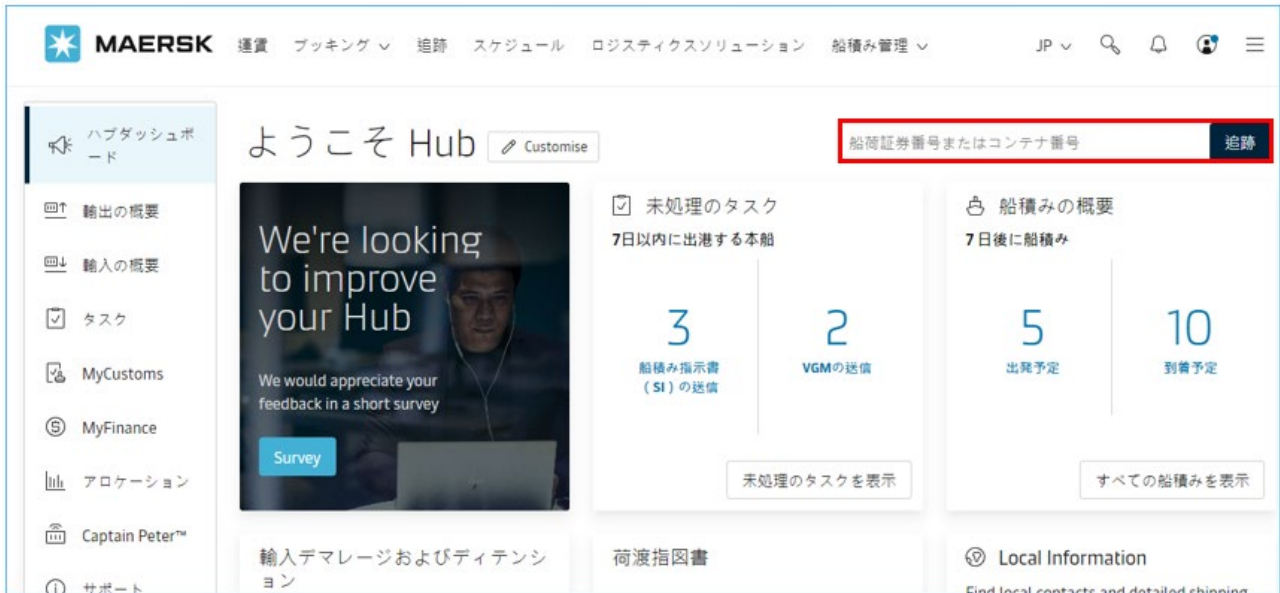 MAERSK 運賃 ブッキング 追跡 スケジュール ロジスティクスソリューション 船積み管理 JP
ハブダッシュボ
ード
輸出の概要
輸入の概要
タスク
MyCustoms
MyFinance
アロケーション
Captain Peter™
サポート
ようこそ Hub Customise
船荷証券番号またはコンテナ番号 追跡
We're looking
to improve
your Hub
We would appreciate your
feedback in a short survey
Survey
未処理のタスク
7日以内に出港する本船
3
船積み指示書
(SI)の送信
2
VGMの送信
未処理のタスクを表示
船積みの概要
7日後に船積み
5
出発予定
10
到着予定
すべての船積みを表示
輸入デマレージおよびディテンシ
ョン
荷渡指図書
Local Information
Find local contacts and detailed shipping